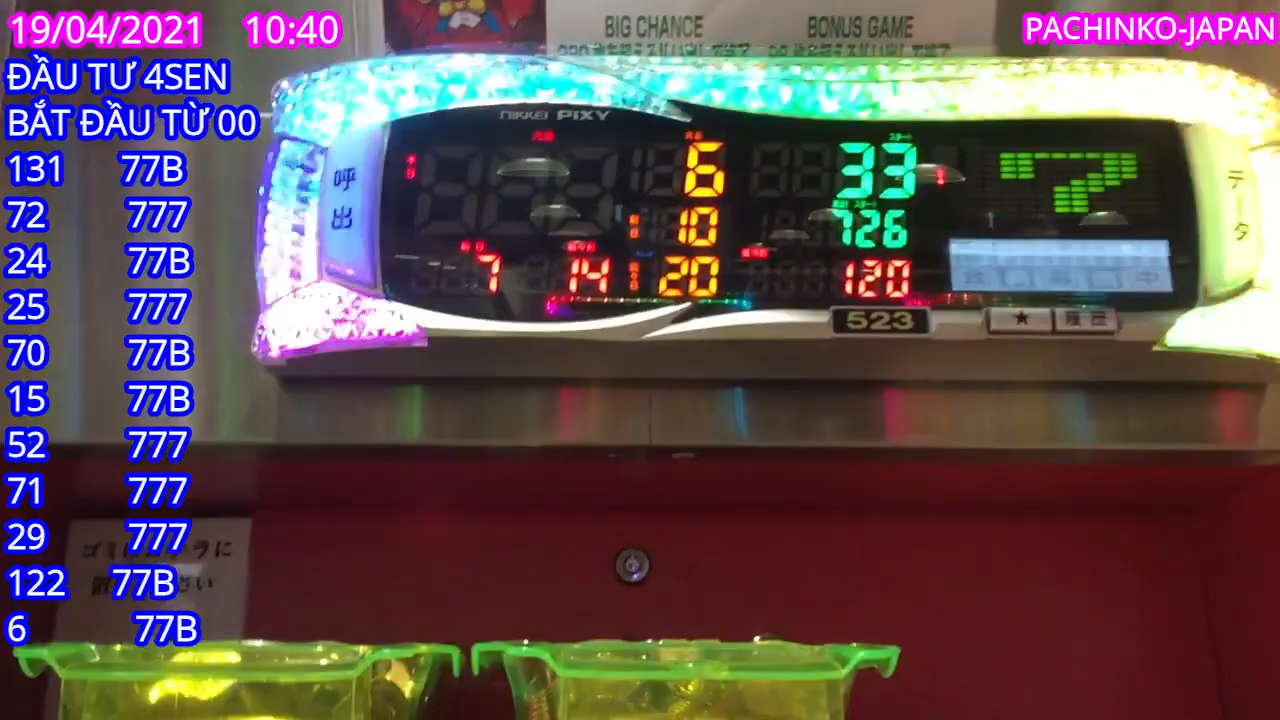 19/04/2021 10:40
PACHINKO-JAPAN
ĐẦU TƯ 4SEN
BẮT ĐẦU TỪ 00
131 77B
72 777
24 77B
25 777
70 77B
15 77B
52 777
71 777
29 777
122 77B
6 77B
BIG CHANCE
BONUS GAME
NIKKEI PIXY
呼出
6
33
7
データ
10
726
7
14
20
120
523
★
履歴